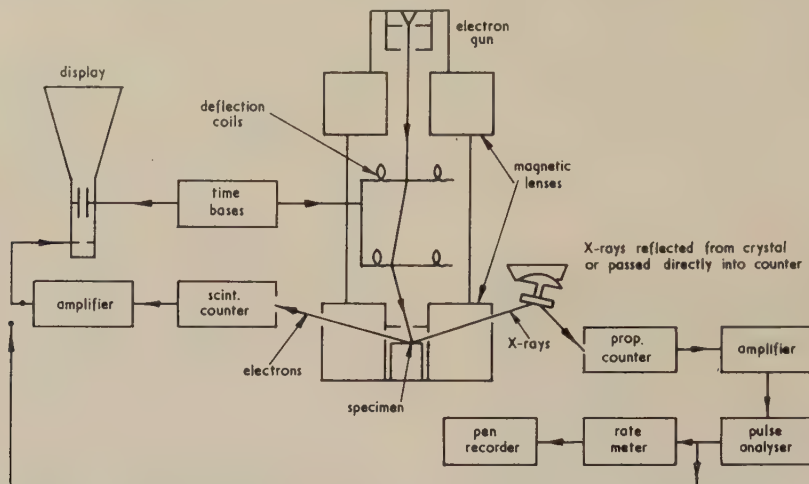 electron
gun
display
deflection
coils
magnetic
lenses
time
bases
X-rays reflected from crystal
or passed directly into counter
amplifier
scint.
counter
electrons
X-rays
specimen
prop.
counter
amplifier
pen
recorder
rate
meter
pulse
analyser